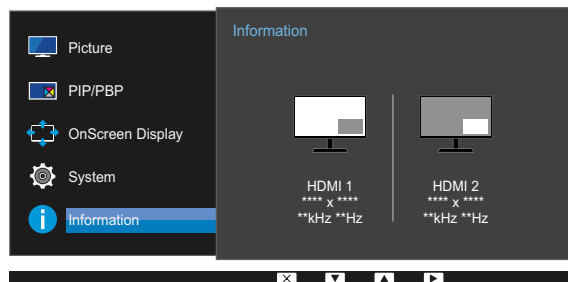 Picture
PIP/PBP
OnScreen Display
System
Information
Information
HDMI 1
**** x ****
**kHz **Hz
HDMI 2
**** x ****
**kHz **Hz